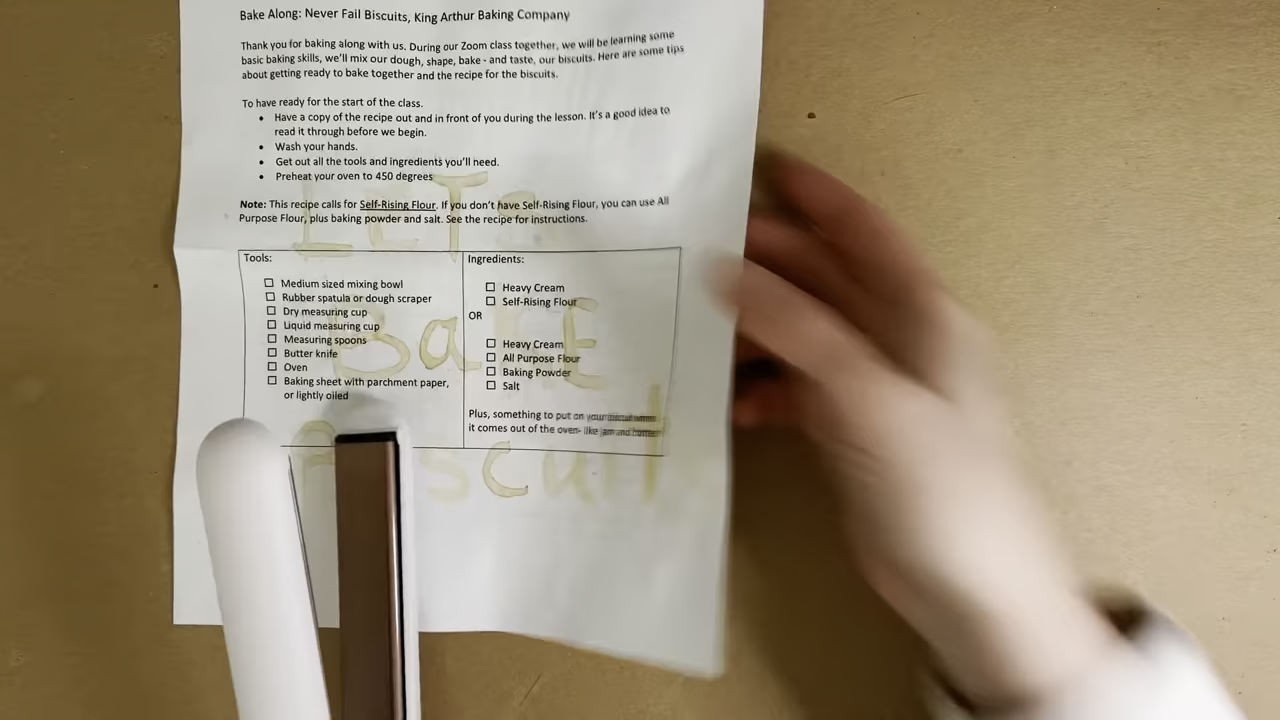 Bake Along: Never Fail Biscuits, King Arthur Baking Company
Thank you for baking along with us. During our Zoom class together, we will be learning some
basic baking skills, we'll mix our dough, shape, bake - and taste, our biscuits. Here are some tips
about getting ready to bake together and the recipe for the biscuits.
To have ready for the start of the class.
• Have a copy of the recipe out and in front of you during the lesson. It's a good idea to
read it through before we begin.
• Wash your hands.
• Get out all the tools and ingredients you'll need.
• Preheat your oven to 450 degrees
Note: This recipe calls for Self-Rising Flour. If you don't have Self-Rising Flour, you can use All
Purpose Flour, plus baking powder and salt. See the recipe for instructions.
Tools:
☐ Medium sized mixing bowl
☐ Rubber spatula or dough scraper
☐ Dry measuring cup
☐ Liquid measuring cup
☐ Measuring spoons
☐ Butter knife
☐ Oven
☐ Baking sheet with parchment paper,
or lightly oiled
Ingredients:
☐ Heavy Cream
☐ Self-Rising Flour
OR
☐ Heavy Cream
☐ All Purpose Flour
☐ Baking Powder
☐ Salt
Plus, something to put on your biscuit when
it comes out of the oven- like jam and butter
LETs
BaKE